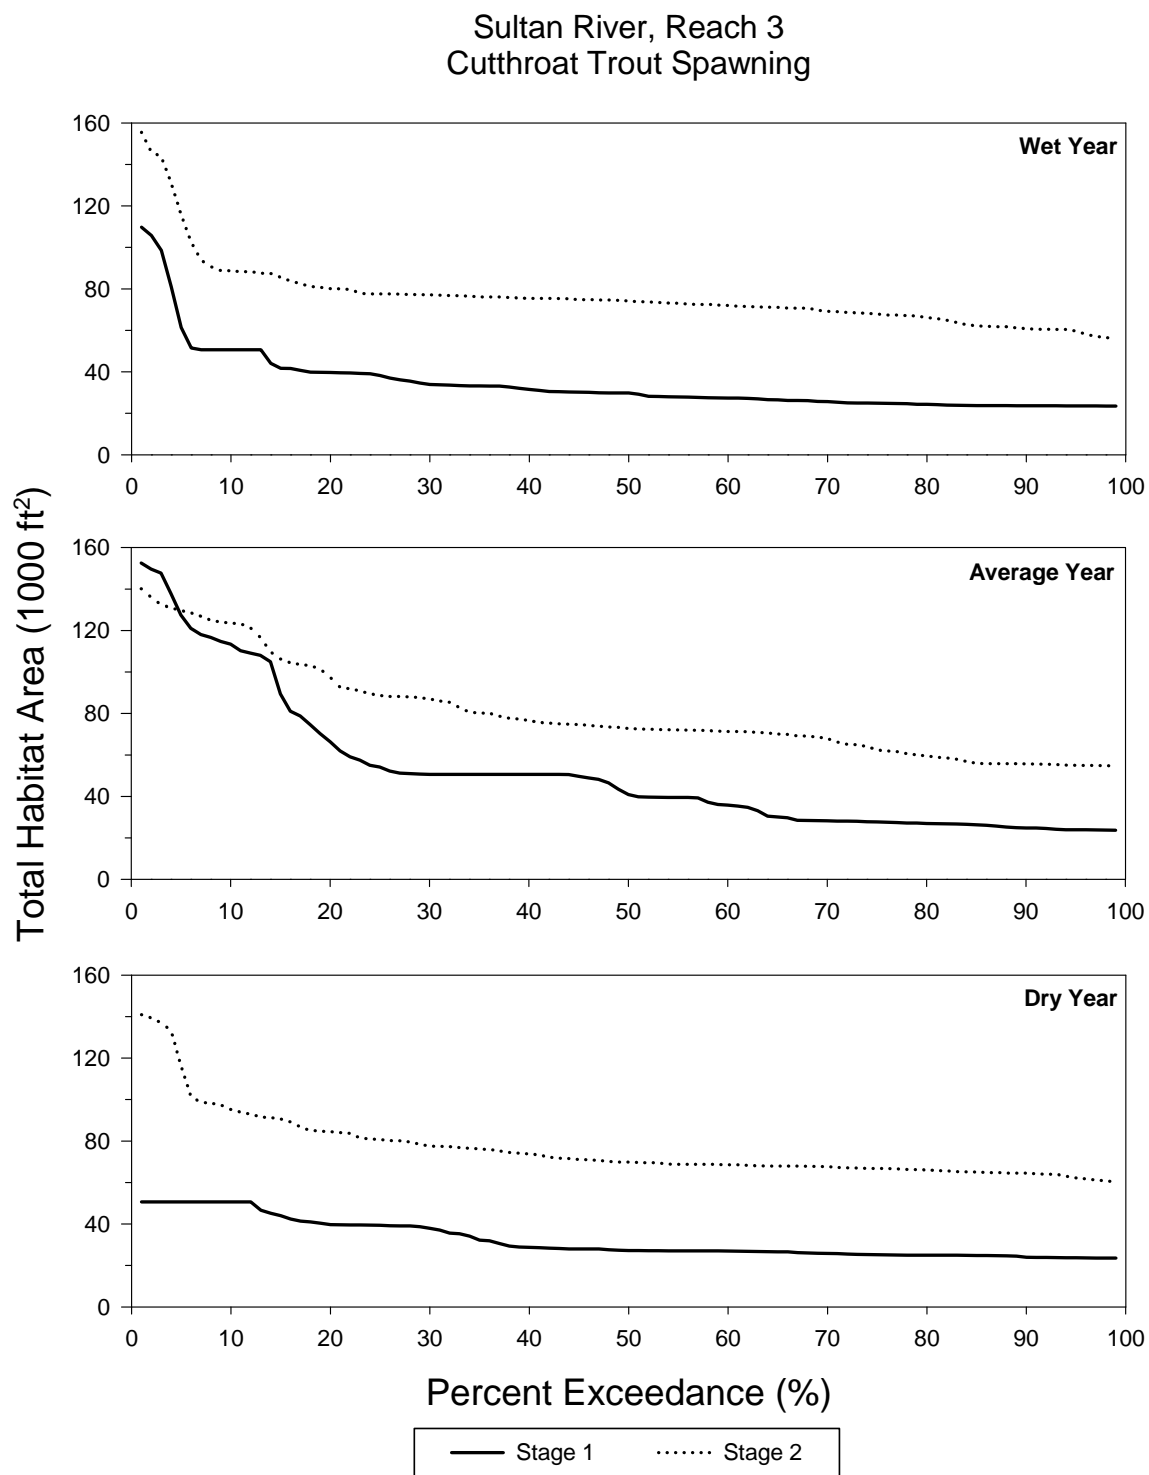 Sultan River, Reach 3
Cutthroat Trout Spawning
Total Habitat Area (1000 ft²)
160
120
80
40
0
Wet Year
0 10 20 30 40 50 60 70 80 90 100
160
120
80
40
0
Average Year
0 10 20 30 40 50 60 70 80 90 100
160
120
80
40
0
Dry Year
0 10 20 30 40 50 60 70 80 90 100
Percent Exceedance (%)
Stage 1 Stage 2